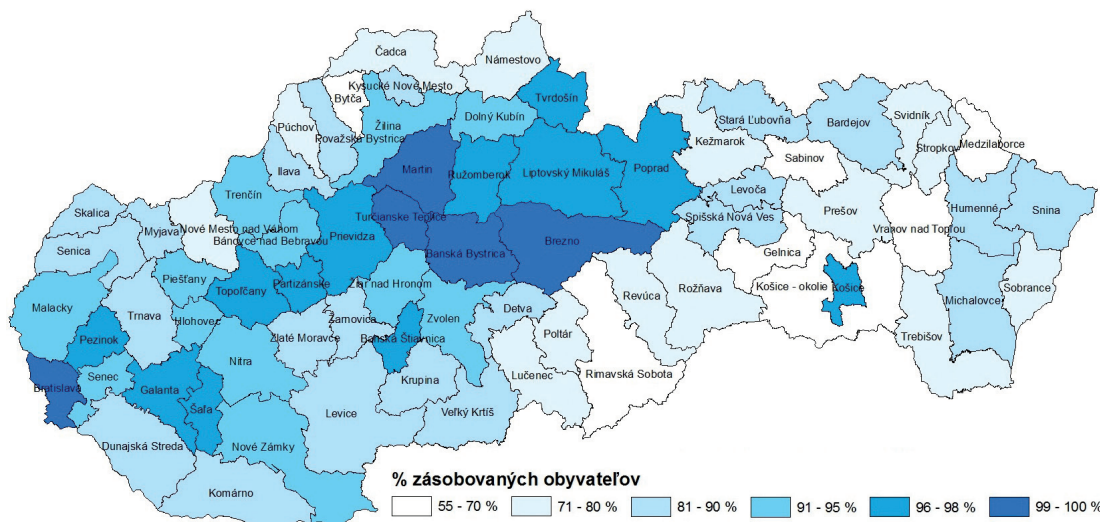 Čadca
Námestovo
Kysucké Nové Mesto
Bytča
Tvrdošín
Púchov
Považská Bystrica
Žilina
Dolný Kubín
Stará Ľubovňa
Bardejov
Svidník
Stropkov
Medzilaborce
Kežmarok
Sabinov
Ilava
Martin
Ružomberok
Liptovský Mikuláš
Poprad
Levoča
Prešov
Humenné
Snina
Trenčín
Skalica
Myjava
Nové Mesto nad Váhom
Bánovce nad Bebravou
Turčianske Teplice
Prievidza
Banská Bystrica
Brezno
Spišská Nová Ves
Vranov nad Topľou
Senica
Gelnica
Piešťany
Topoľčany
Partizánske
Žiar nad Hronom
Revúca
Rožňava
Košice - okolie
Košice
Michalovce
Sobrance
Malacky
Trnava
Hlohovec
Zlaté Moravce
Žarnovica
Banská Štiavnica
Zvolen
Detva
Poltár
Trebišov
Pezinok
Nitra
Bratislava
Senec
Galanta
Šaľa
Krupina
Lučenec
Rimavská Sobota
Levice
Veľký Krtíš
Dunajská Streda
Nové Zámky
Komárno
% zásobovaných obyvateľov
55 - 70 %
71 - 80 %
81 - 90 %
91 - 95 %
96 - 98 %
99 - 100 %